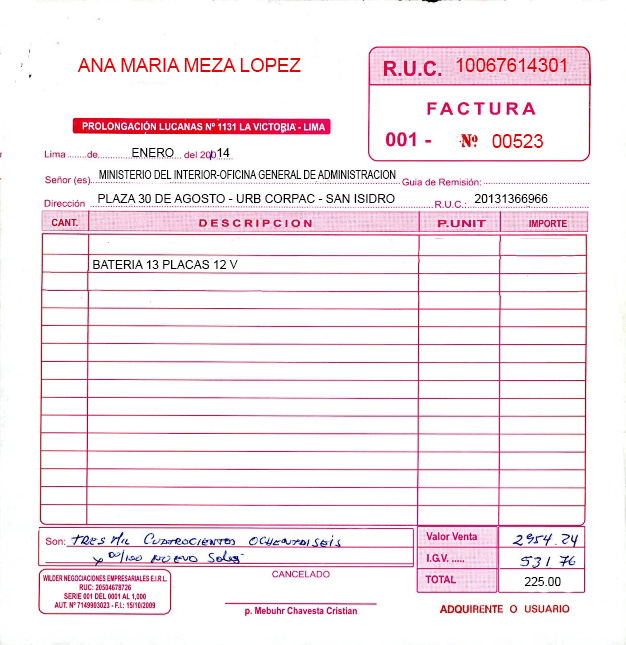 ANA MARIA MEZA LOPEZ
R.U.C. 10067614301
FACTURA
001 - Nº 00523
PROLONGACIÓN LUCANAS Nº 1131 LA VICTORIA - LIMA
Lima.......de ENERO del 2014
Señor (es) MINISTERIO DEL INTERIOR-OFICINA GENERAL DE ADMINISTRACION Guia de Remisión:
Dirección PLAZA 30 DE AGOSTO - URB CORPAC - SAN ISIDRO R.U.C.: 20131366966
CANT. DESCRIPCION P.UNIT IMPORTE
BATERIA 13 PLACAS 12 V
Son: TRES MIL CUATROCIENTOS OCHENTAISEIS
y 00/100 NUEVO Soles
Valor Venta 2954.24
I.G.V. ..... 531 76
TOTAL 225.00
WILDER NEGOCIACIONES EMPRESARIALES E.I.R.L.
RUC: 20504678726
SERIE 001 DEL 0001 AL 1,000
AUT. Nº 7149903023 - F.I.: 15/10/2009
CANCELADO
p. Mebuhr Chavesta Cristian
ADQUIRENTE O USUARIO